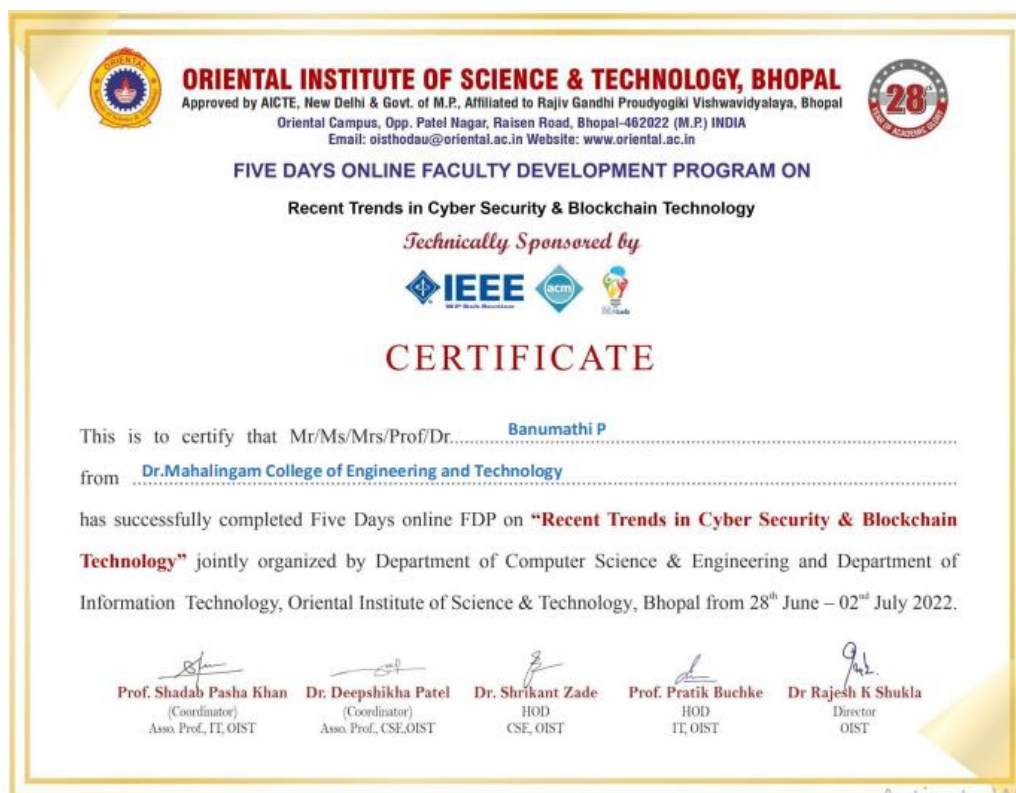 ORIENTAL
ORIENTAL INSTITUTE OF SCIENCE & TECHNOLOGY, BHOPAL
Approved by AICTE, New Delhi & Govt. of M.P., Affiliated to Rajiv Gandhi Proudyogiki Vishwavidyalaya, Bhopal
Oriental Campus, Opp. Patel Nagar, Raisen Road, Bhopal-462022 (M.P.) INDIA
Email: oisthodau@oriental.ac.in Website: www.oriental.ac.in
28th
YEAR OF ACADEMIC GLORY
FIVE DAYS ONLINE FACULTY DEVELOPMENT PROGRAM ON
Recent Trends in Cyber Security & Blockchain Technology
Technically Sponsored by
IEEE acm
CERTIFICATE
This is to certify that Mr/Ms/Mrs/Prof/Dr.... Banumathi P
from Dr.Mahalingam College of Engineering and Technology
has successfully completed Five Days online FDP on “Recent Trends in Cyber Security & Blockchain
Technology” jointly organized by Department of Computer Science & Engineering and Department of
Information Technology, Oriental Institute of Science & Technology, Bhopal from 28th June – 02nd July 2022.
Prof. Shadab Pasha Khan Dr. Deepshikha Patel Dr. Shrikant Zade Prof. Pratik Buchke Dr Rajesh K Shukla
(Coordinator) (Coordinator) HOD HOD Director
Asso. Prof., IT, OIST Asso. Prof., CSE,OIST CSE, OIST IT, OIST OIST